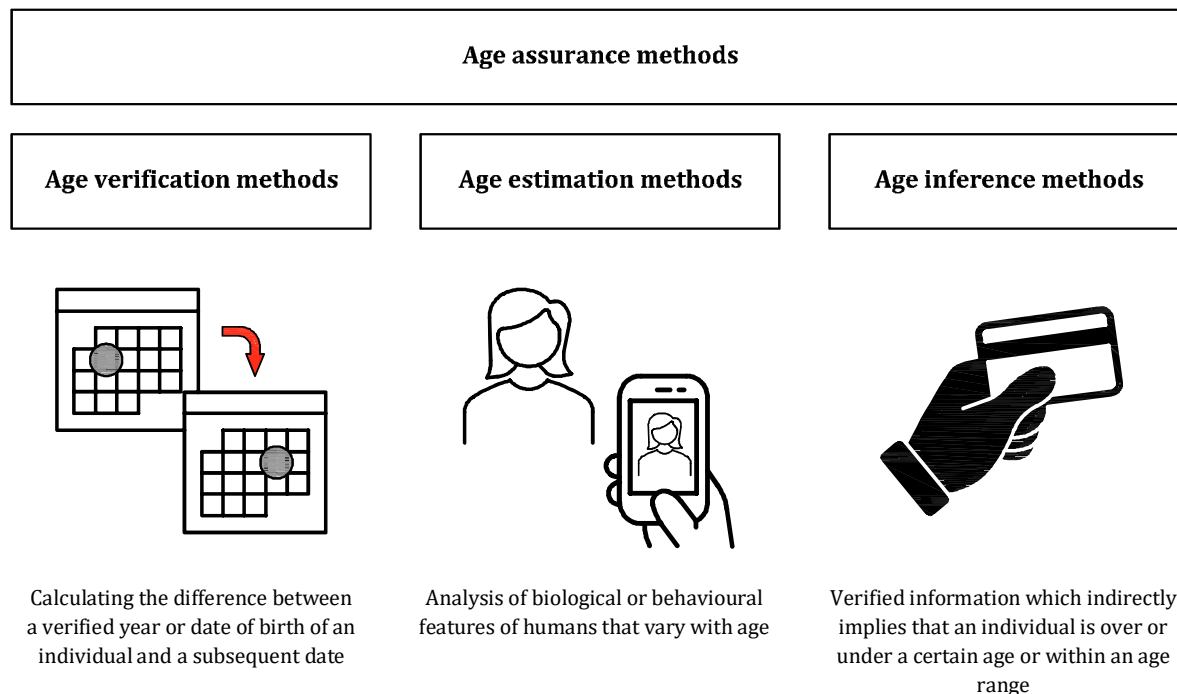 Age assurance methods
Age verification methods
Age estimation methods
Age inference methods
Calculating the difference between
a verified year or date of birth of an
individual and a subsequent date
Analysis of biological or behavioural
features of humans that vary with age
Verified information which indirectly
implies that an individual is over or
under a certain age or within an age
range